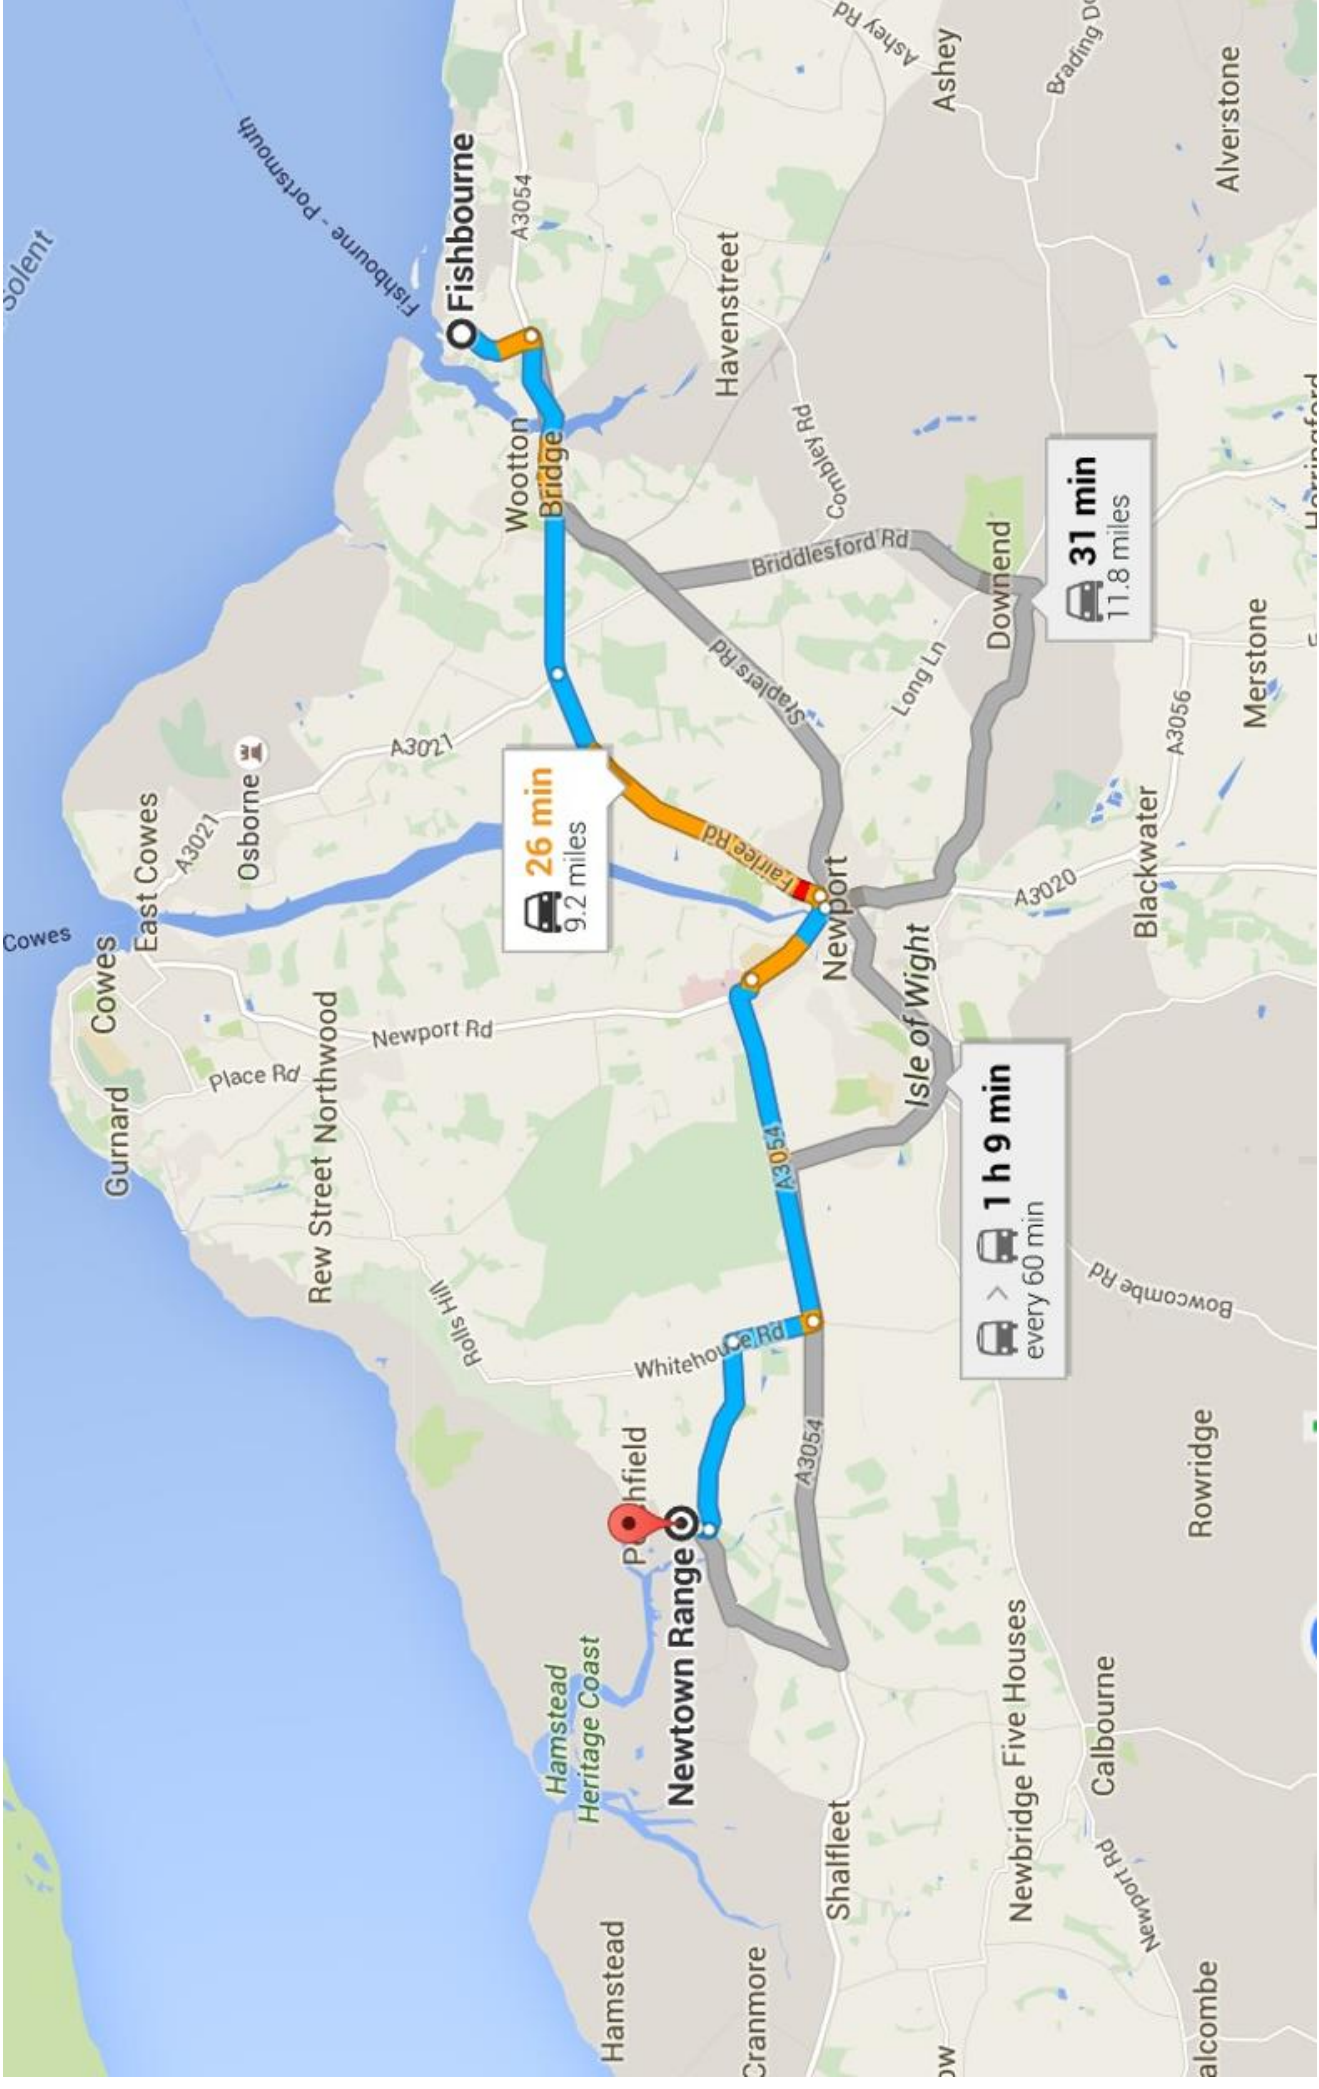 Solent
Fishbourne - Portsmouth
Fishbourne
A3054
Ashey Rd
Ashey
Brading
Alverstone
Havenstreet
Wootton
Bridge
Combley Rd
Briddlesford Rd
Downend
31 min
11.8 miles
Staplers Rd
Long Ln
A3056
Merstone
Blackwater
A3020
A3021
A3021
Osborne
East Cowes
Cowes
Cowes
Gurnard
26 min
9.2 miles
Fairlee Rd
Newport
Isle of Wight
Newport Rd
Place Rd
Northwood
Rew Street
Rolls Hill
A3054
Whitehouse Rd
1 h 9 min
every 60 min
Bowcombe Rd
A3054
Rowridge
Newtown Range
Hamstead
Heritage Coast
Five Houses
Calbourne
Newbridge
Newport Rd
Shalfleet
Hamstead
Cranmore
alcombe
ow